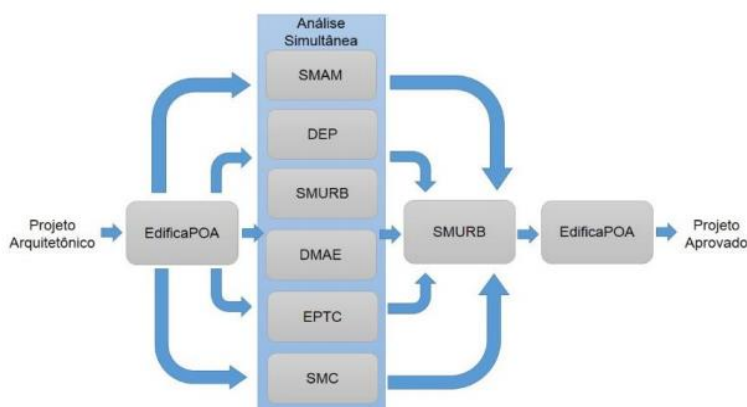 Análise
Simultânea
SMAM
DEP
SMURB
DMAE
EPTC
SMC
Projeto
Arquitetônico
EdificaPOA
SMURB
EdificaPOA
Projeto
Aprovado